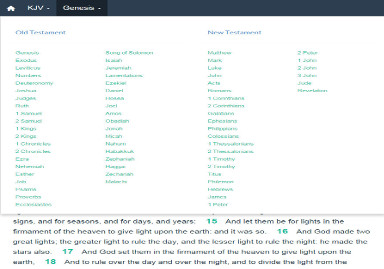 KJV Genesis
Old Testament New Testament
Genesis Song of Solomon Matthew 2 Peter
Exodus Isaiah Mark 1 John
Leviticus Jeremiah Luke 2 John
Numbers Lamentations John 3 John
Deuteronomy Ezekiel Acts Jude
Joshua Daniel Romans Revelation
Judges Hosea 1 Corinthians
Ruth Joel 2 Corinthians
1 Samuel Amos Galatians
2 Samuel Obadiah Ephesians
1 Kings Jonah Philippians
2 Kings Micah Colossians
1 Chronicles Nahum 1 Thessalonians
2 Chronicles Habakkuk 2 Thessalonians
Ezra Zephaniah 1 Timothy
Nehemiah Haggai 2 Timothy
Esther Zechariah Titus
Job Malachi Philemon
Psalms Hebrews
Proverbs James
Ecclesiastes 1 Peter
signs, and for seasons, and for days, and years: 15 And let them be for lights in the
firmament of the heaven to give light upon the earth: and it was so. 16 And God made two
great lights; the greater light to rule the day, and the lesser light to rule the night: he made the
stars also. 17 And God set them in the firmament of the heaven to give light upon the
earth, 18 And to rule over the day and over the night, and to divide the light from the